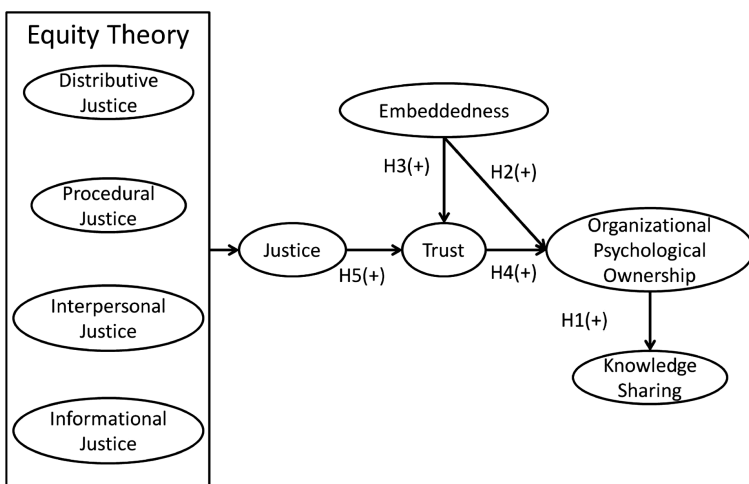 Equity Theory
Distributive
Justice
Procedural
Justice
Interpersonal
Justice
Informational
Justice
Justice
H5(+)
Embeddedness
H3(+)
H2(+)
Trust
H4(+)
Organizational
Psychological
Ownership
H1(+)
Knowledge
Sharing